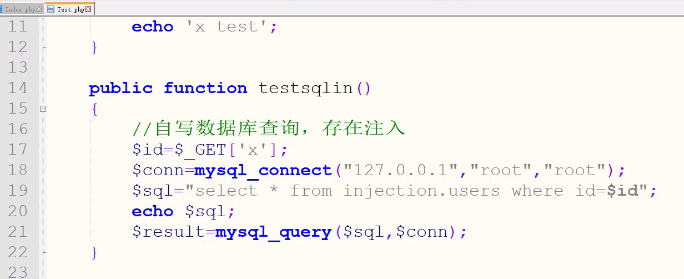 Index.php Test.php
11 echo 'x test';
12 }
13
14 public function testsqlin()
15 {
16 //自写数据库查询，存在注入
17 $id=$_GET['x'];
18 $conn=mysql_connect("127.0.0.1","root","root");
19 $sql="select * from injection.users where id=$id";
20 echo $sql;
21 $result=mysql_query($sql,$conn);
22 }
23